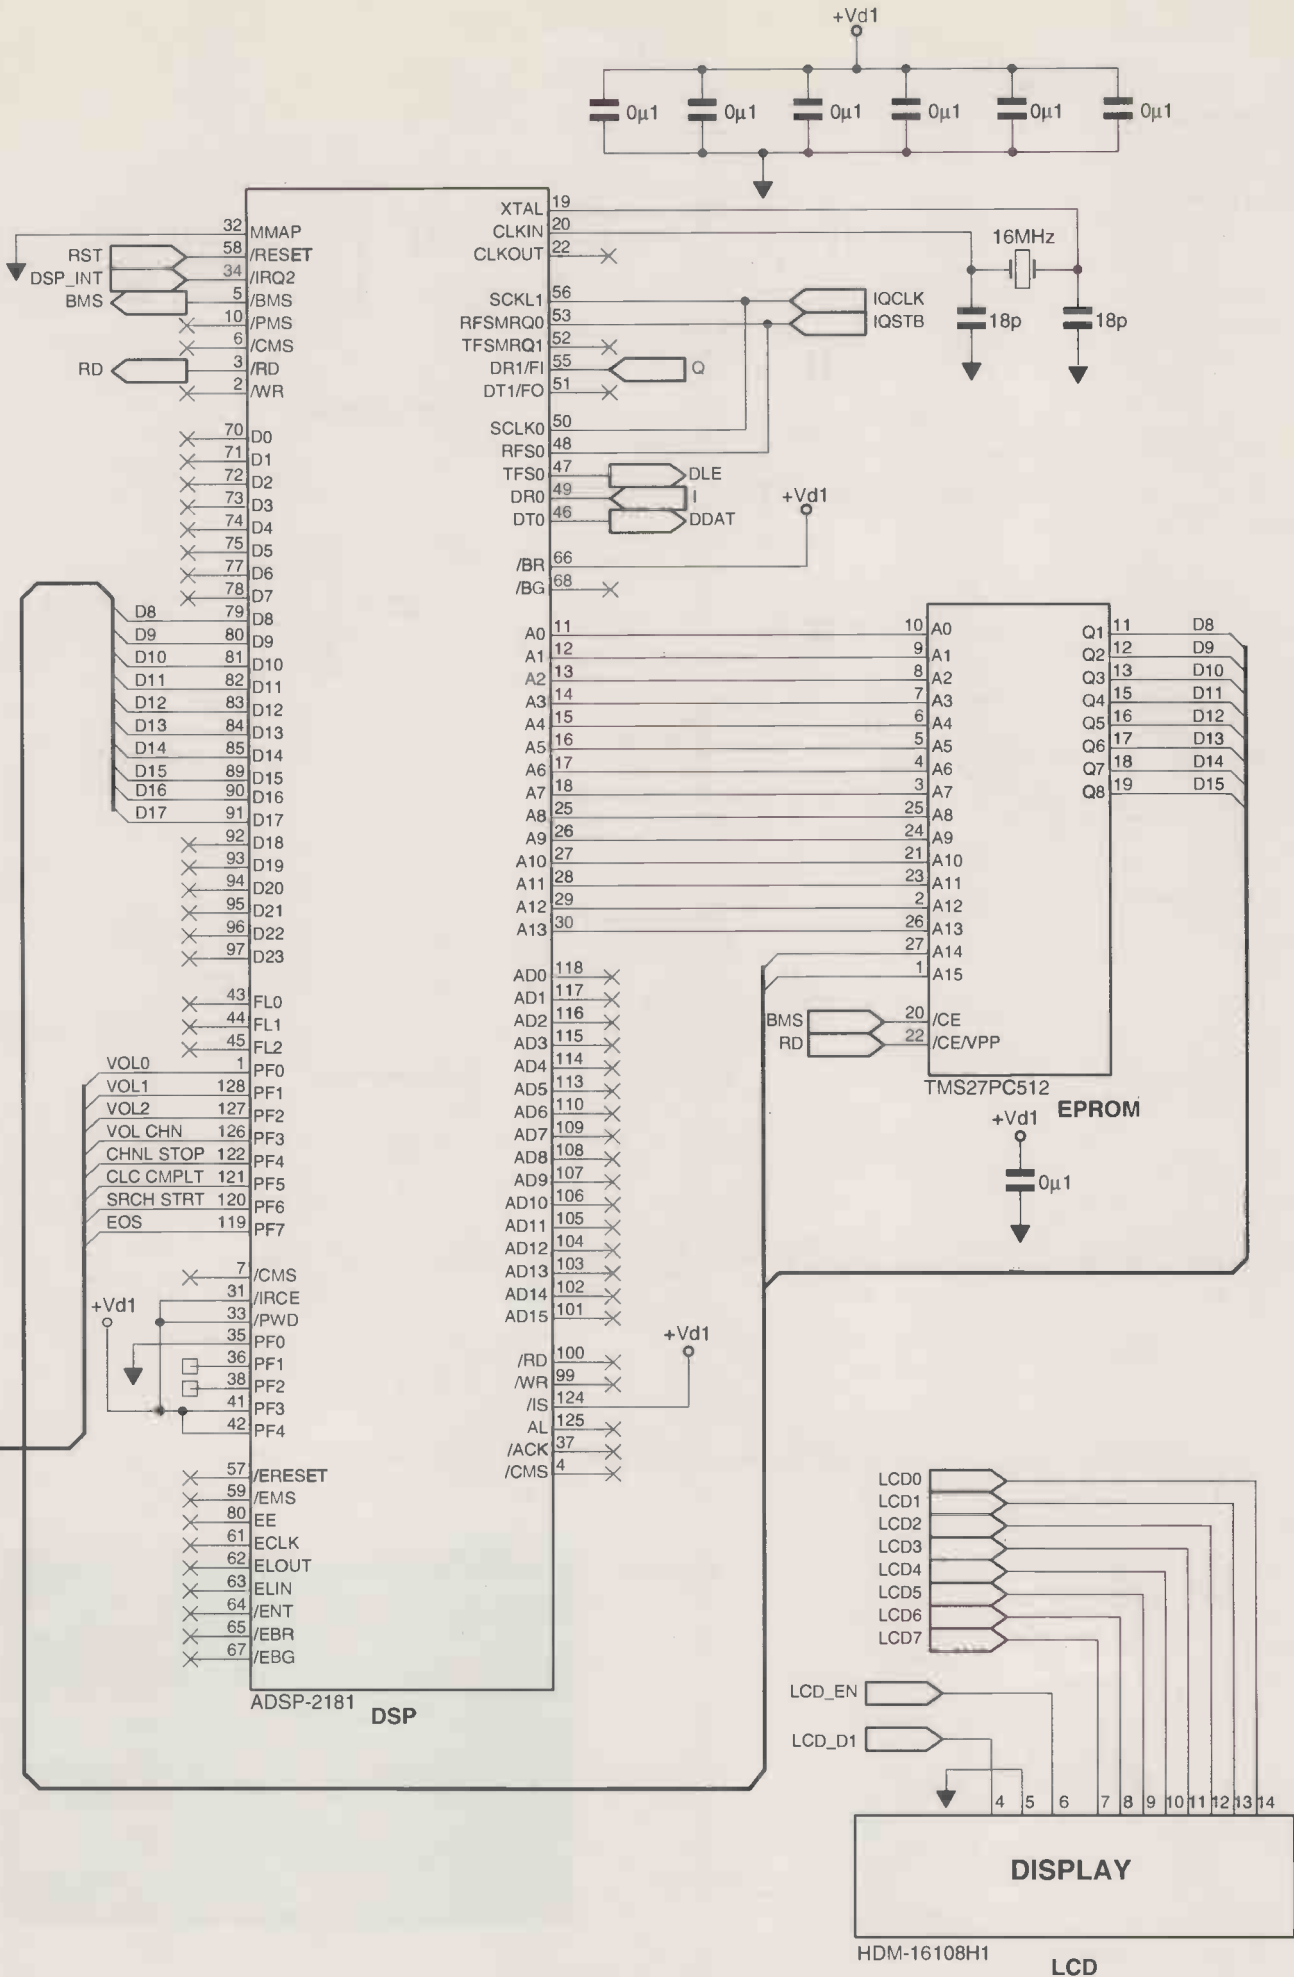 +Vd1
0µ1 0µ1 0µ1 0µ1 0µ1 0µ1
XTAL 19
CLKIN 20
CLKOUT 22
16MHz
18p 18p
32 MMAP
RST 58 /RESET
DSP_INT 34 /IRQ2
BMS 5 /BMS
10 /PMS
6 /CMS
RD 3 /RD
2 /WR
SCKL1 56 IQCLK
RFSMRQ0 53 IQSTB
TFSMRQ1 52
DR1/FI 55 Q
DT1/FO 51
SCLK0 50
RFS0 48
TFS0 47 DLE
DR0 49 I
DT0 46 DDAT
+Vd1
/BR 66
/BG 68
70 D0
71 D1
72 D2
73 D3
74 D4
75 D5
77 D6
78 D7
D8 79 D8
D9 80 D9
D10 81 D10
D11 82 D11
D12 83 D12
D13 84 D13
D14 85 D14
D15 89 D15
D16 90 D16
D17 91 D17
92 D18
93 D19
94 D20
95 D21
96 D22
97 D23
A0 11 10 A0 Q1 11 D8
A1 12 9 A1 Q2 12 D9
A2 13 8 A2 Q3 13 D10
A3 14 7 A3 Q4 15 D11
A4 15 6 A4 Q5 16 D12
A5 16 5 A5 Q6 17 D13
A6 17 4 A6 Q7 18 D14
A7 18 3 A7 Q8 19 D15
A8 25 25 A8
A9 26 24 A9
A10 27 21 A10
A11 28 23 A11
A12 29 2 A12
A13 30 26 A13
27 A14
1 A15
BMS 20 /CE
RD 22 /CE/VPP
TMS27PC512
EPROM
+Vd1
0µ1
43 FL0
44 FL1
45 FL2
VOL0 1 PF0
VOL1 128 PF1
VOL2 127 PF2
VOL CHN 126 PF3
CHNL STOP 122 PF4
CLC CMPLT 121 PF5
SRCH STRT 120 PF6
EOS 119 PF7
AD0 118
AD1 117
AD2 116
AD3 115
AD4 114
AD5 113
AD6 110
AD7 109
AD8 108
AD9 107
AD10 106
AD11 105
AD12 104
AD13 103
AD14 102
AD15 101
7 /CMS
31 /IRCE
+Vd1
33 /PWD
35 PF0
36 PF1
38 PF2
41 PF3
42 PF4
+Vd1
/RD 100
/WR 99
/IS 124
AL 125
/ACK 37
/CMS 4
57 /ERESET
59 /EMS
80 EE
61 ECLK
62 ELOUT
63 ELIN
64 /ENT
65 /EBR
67 /EBG
ADSP-2181
DSP
LCD0
LCD1
LCD2
LCD3
LCD4
LCD5
LCD6
LCD7
LCD_EN
LCD_D1
4 5 6 7 8 9 10 11 12 13 14
DISPLAY
HDM-16108H1
LCD